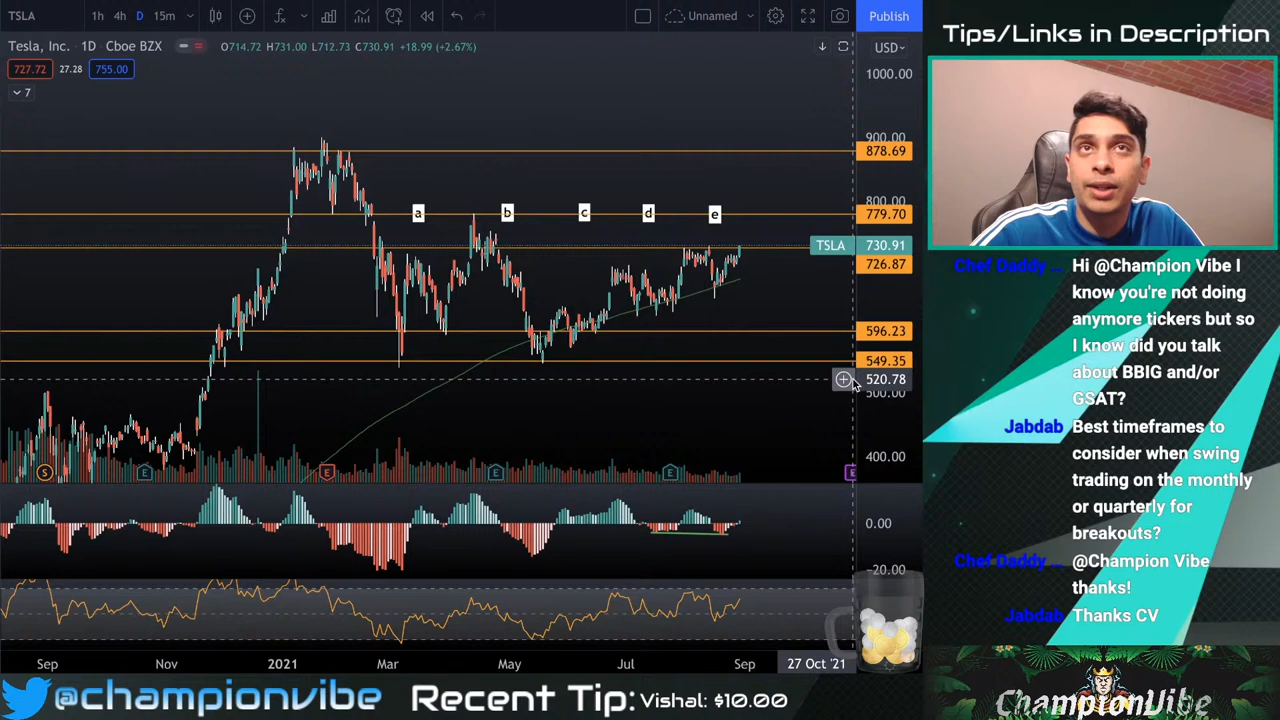 TSLA 1h 4h D 15m Unnamed Publish
Tesla, Inc. · 1D · Cboe BZX O714.72 H731.00 L712.73 C730.91 +18.99 (+2.67%) USD
727.72 27.28 755.00
7
1000.00
900.00
878.69
800.00
779.70
a b c d e
TSLA 730.91
726.87
596.23
549.35
520.78
500.00
400.00
S E E E E E
0.00
-20.00
Sep Nov 2021 Mar May Jul Sep 27 Oct '21
Tips/Links in Description
Chef Daddy ... Hi @Champion Vibe I
know you're not doing
anymore tickers but so
I know did you talk
about BBIG and/or
GSAT?
Jabdab Best timeframes to
consider when swing
trading on the monthly
or quarterly for
breakouts?
Chef Daddy ... @Champion Vibe
thanks!
Jabdab Thanks CV
@championvibe Recent Tip: Vishal: $10.00
ChampionVibe